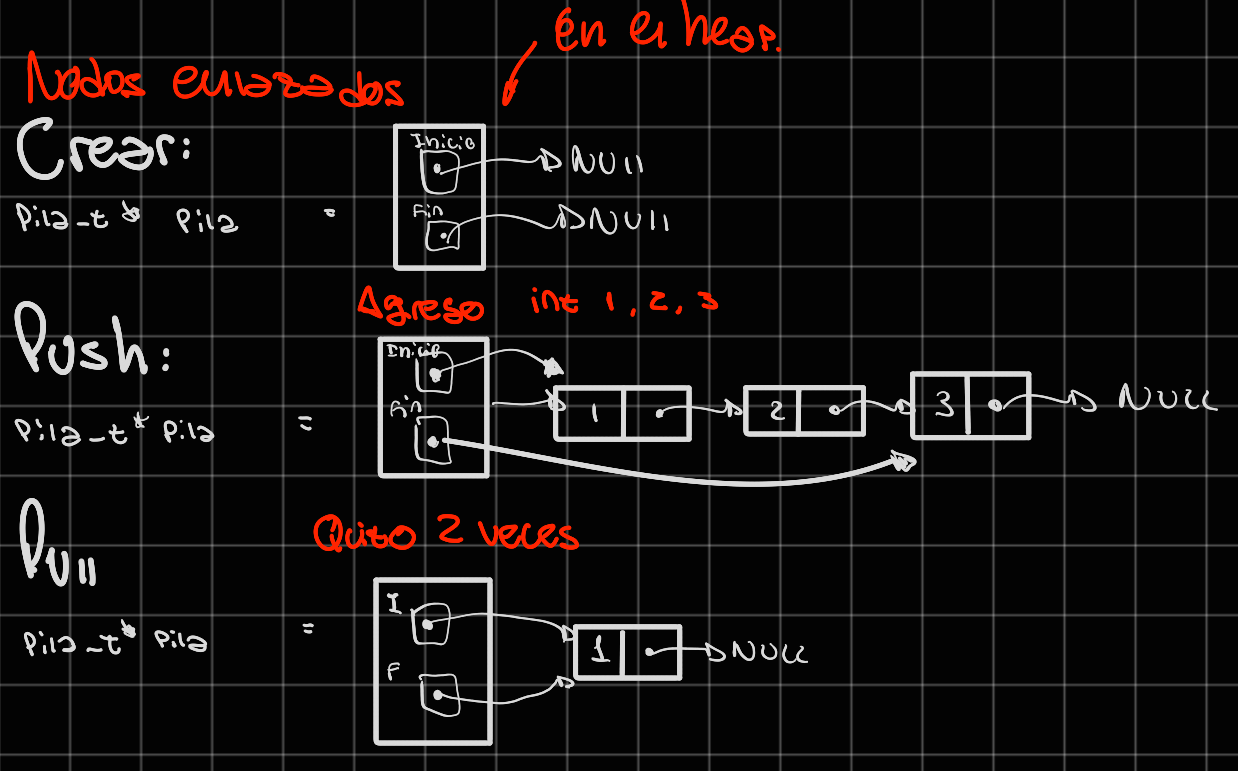 En el heap.
Nodos enlazados
Crear:
Inicio
NULL
Pila_t* Pila =
Fin
NULL
Agrego int 1, 2, 3
Push:
Inicio
1 2 3 NULL
Fin
Pila_t* Pila =
Quito 2 veces
Pull
I
Pila_t* Pila =
1 NULL
F